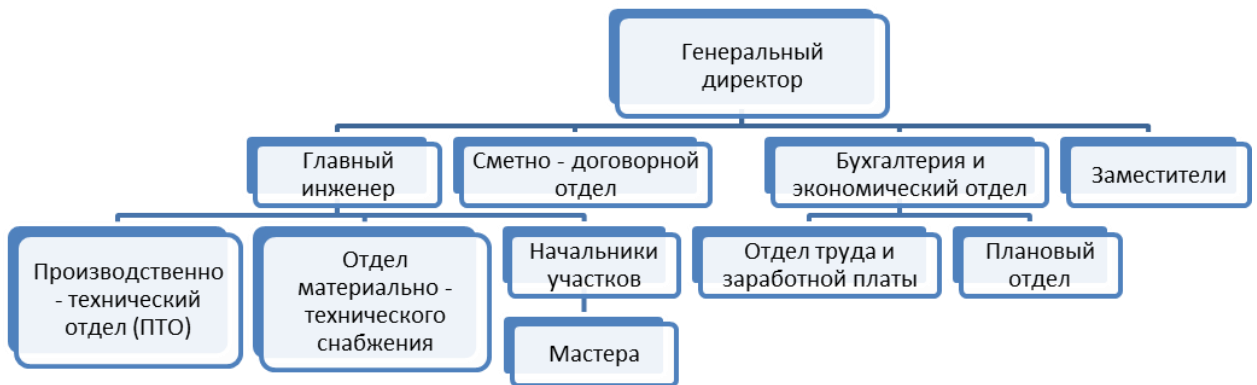 Генеральный
директор
Главный
инженер
Сметно - договорной
отдел
Бухгалтерия и
экономический отдел
Заместители
Производственно
- технический
отдел (ПТО)
Отдел
материально -
технического
снабжения
Начальники
участков
Отдел труда и
заработной платы
Плановый
отдел
Мастера